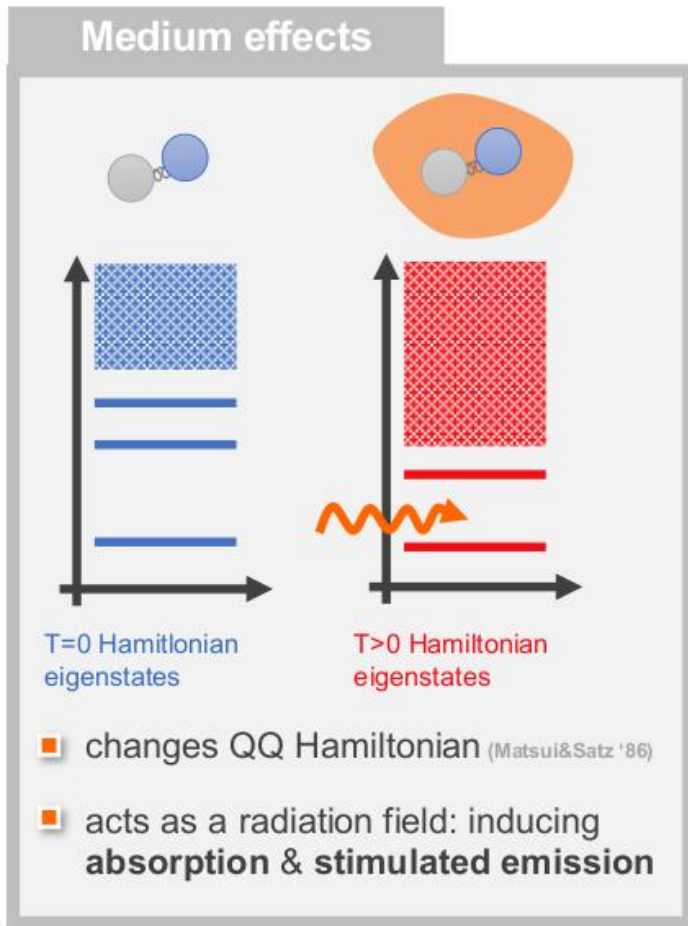 Medium effects
T=0 Hamitlonian
eigenstates
T>0 Hamiltonian
eigenstates
changes QQ Hamiltonian (Matsui&Satz ‘86)
acts as a radiation field: inducing
absorption & stimulated emission